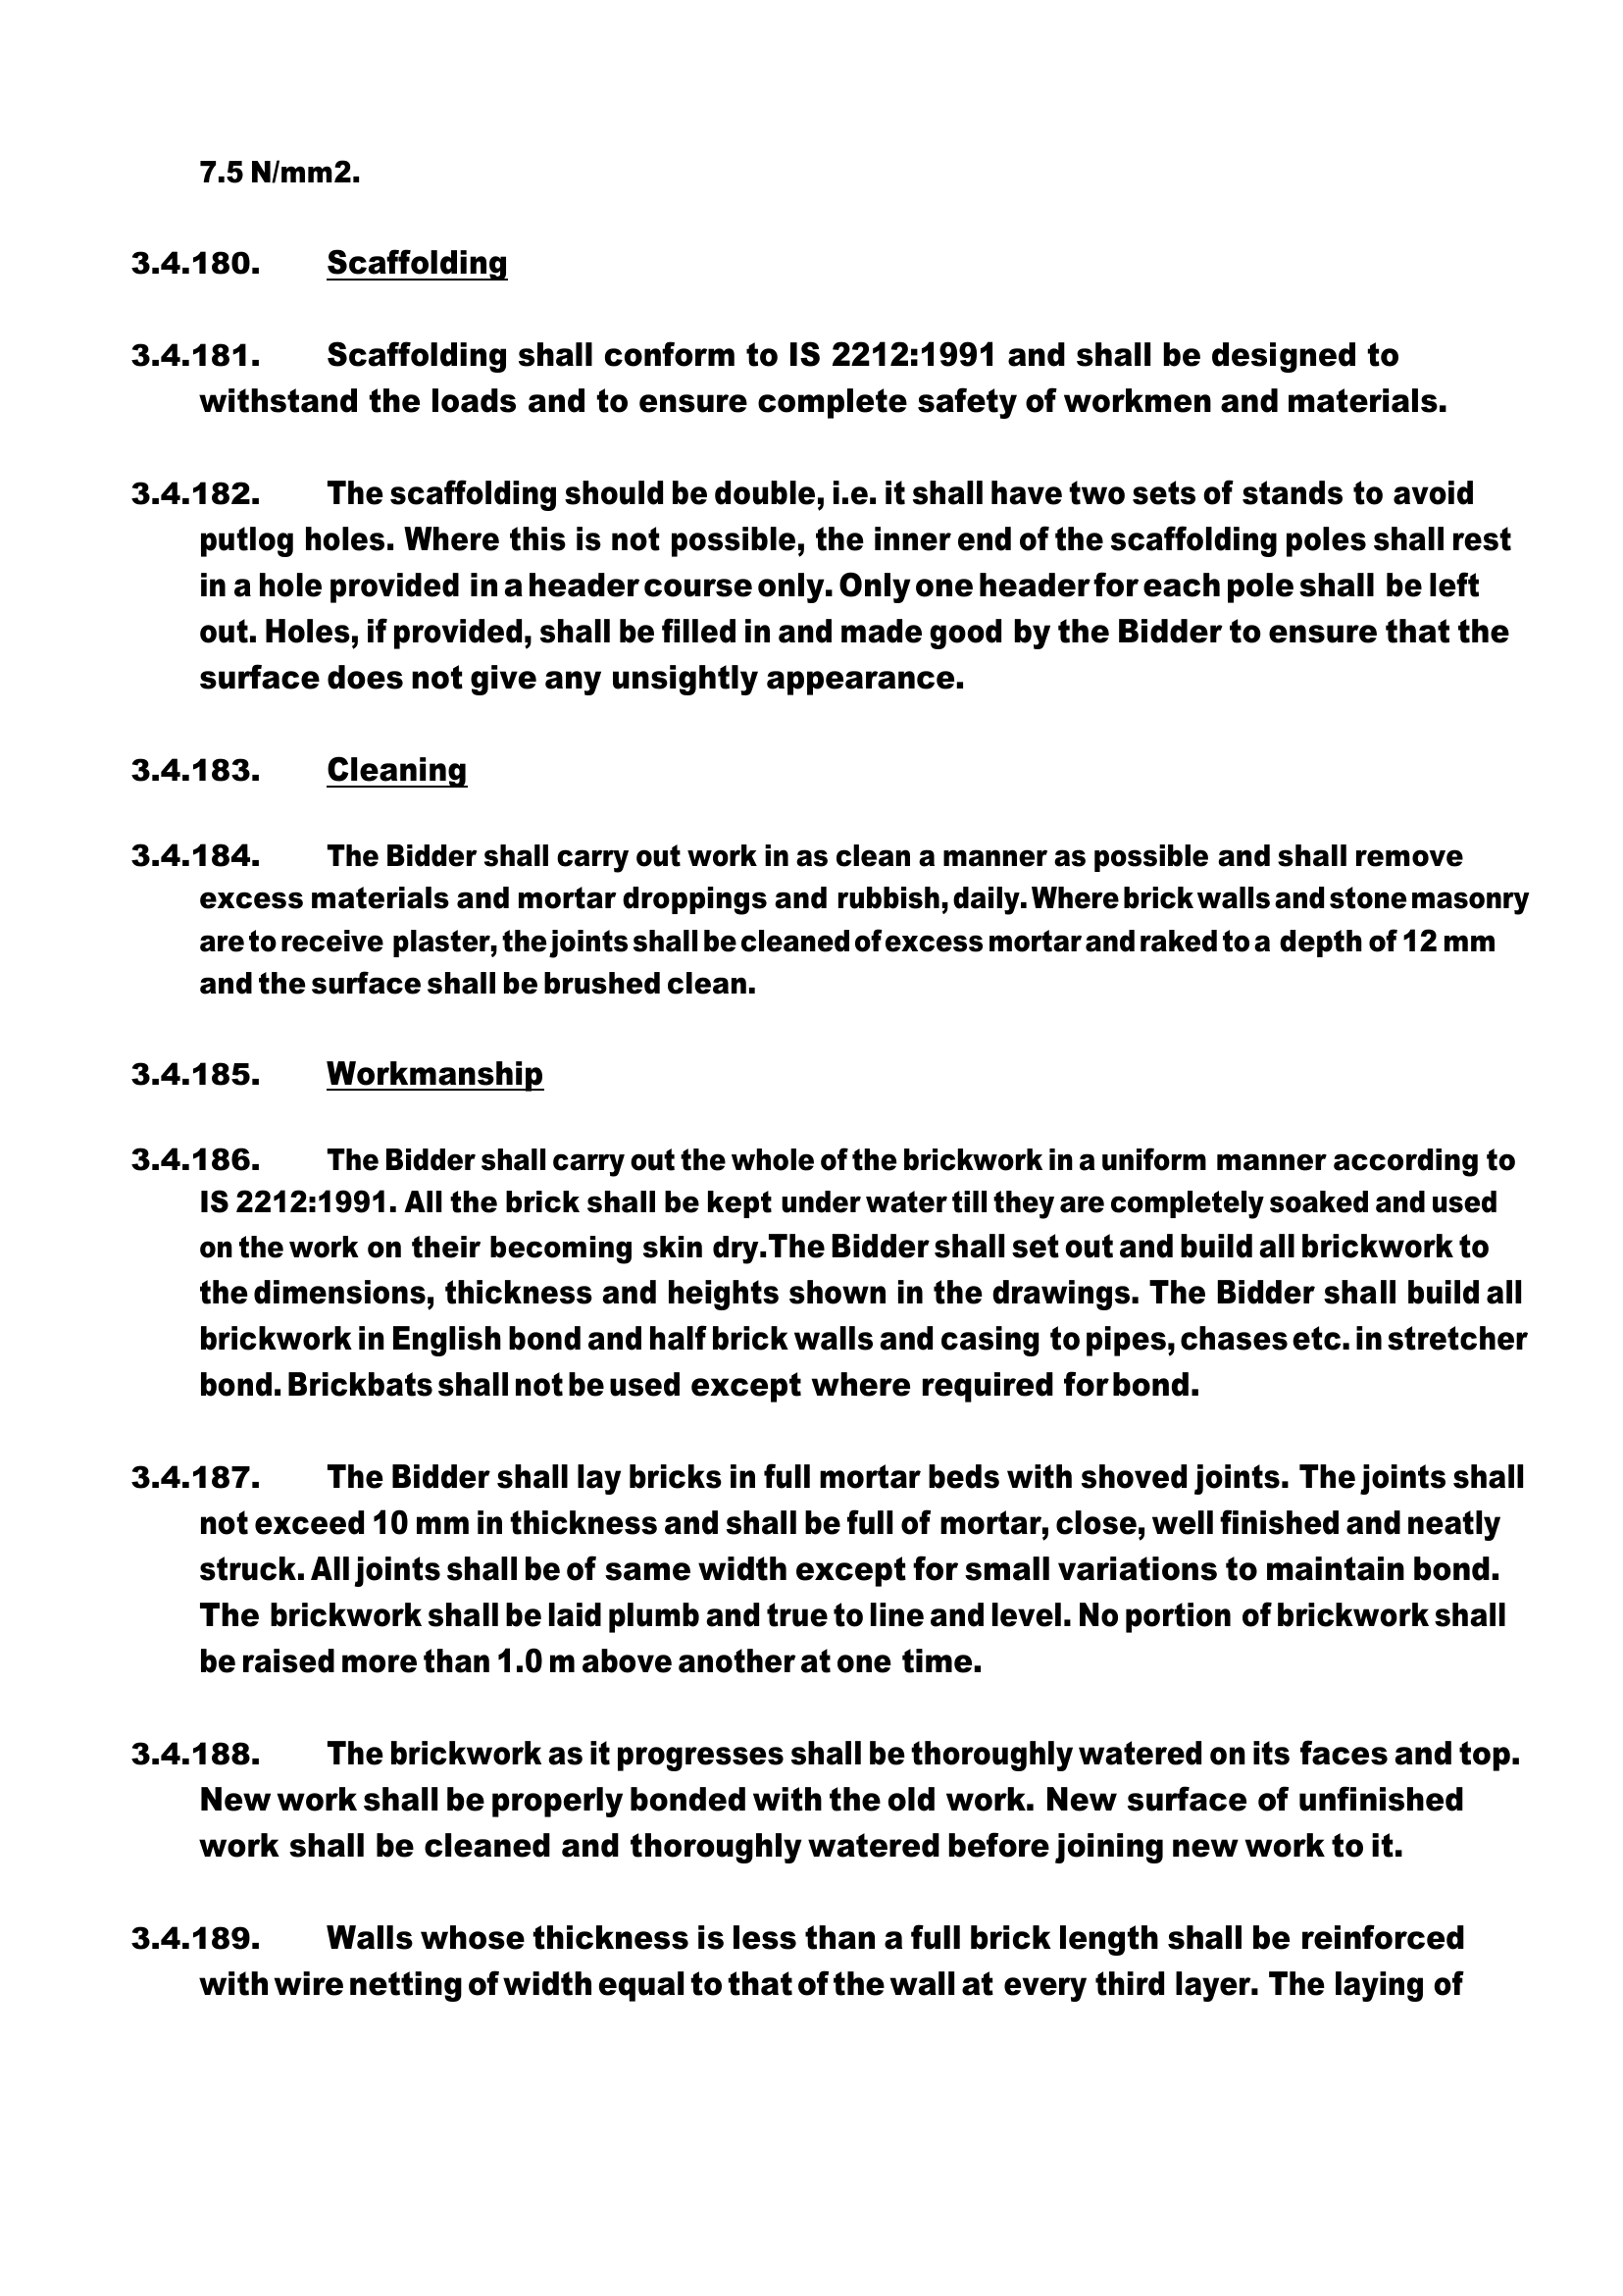 7.5 N/mm2.
3.4.180. Scaffolding
3.4.181. Scaffolding shall conform to IS 2212:1991 and shall be designed to
withstand the loads and to ensure complete safety of workmen and materials.
3.4.182. The scaffolding should be double, i.e. it shall have two sets of stands to avoid
putlog holes. Where this is not possible, the inner end of the scaffolding poles shall rest
in a hole provided in a header course only. Only one header for each pole shall be left
out. Holes, if provided, shall be filled in and made good by the Bidder to ensure that the
surface does not give any unsightly appearance.
3.4.183. Cleaning
3.4.184. The Bidder shall carry out work in as clean a manner as possible and shall remove
excess materials and mortar droppings and rubbish, daily. Where brick walls and stone masonry
are to receive plaster, the joints shall be cleaned of excess mortar and raked to a depth of 12 mm
and the surface shall be brushed clean.
3.4.185. Workmanship
3.4.186. The Bidder shall carry out the whole of the brickwork in a uniform manner according to
IS 2212:1991. All the brick shall be kept under water till they are completely soaked and used
on the work on their becoming skin dry.The Bidder shall set out and build all brickwork to
the dimensions, thickness and heights shown in the drawings. The Bidder shall build all
brickwork in English bond and half brick walls and casing to pipes, chases etc. in stretcher
bond. Brickbats shall not be used except where required for bond.
3.4.187. The Bidder shall lay bricks in full mortar beds with shoved joints. The joints shall
not exceed 10 mm in thickness and shall be full of mortar, close, well finished and neatly
struck. All joints shall be of same width except for small variations to maintain bond.
The brickwork shall be laid plumb and true to line and level. No portion of brickwork shall
be raised more than 1.0 m above another at one time.
3.4.188. The brickwork as it progresses shall be thoroughly watered on its faces and top.
New work shall be properly bonded with the old work. New surface of unfinished
work shall be cleaned and thoroughly watered before joining new work to it.
3.4.189. Walls whose thickness is less than a full brick length shall be reinforced
with wire netting of width equal to that of the wall at every third layer. The laying of